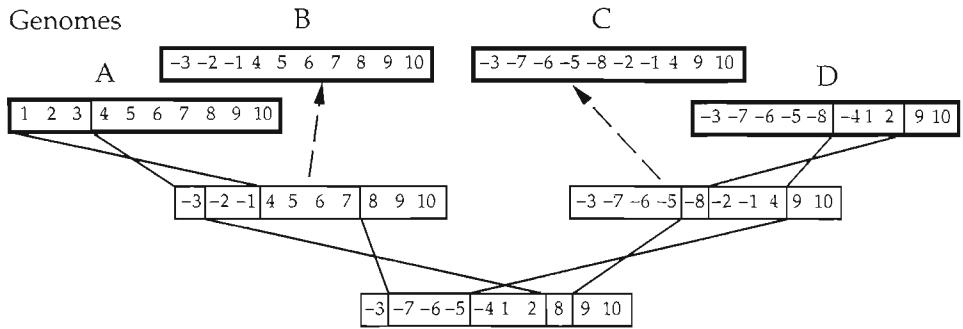 Genomes
B
C
-3 -2 -1 4 5 6 7 8 9 10
-3 -7 -6 -5 -8 -2 -1 4 9 10
A
D
1 2 3 4 5 6 7 8 9 10
-3 -7 -6 -5 -8 -4 1 2 9 10
-3 -2 -1 4 5 6 7 8 9 10
-3 -7 -6 -5 -8 -2 -1 4 9 10
-3 -7 -6 -5 -4 1 2 8 9 10